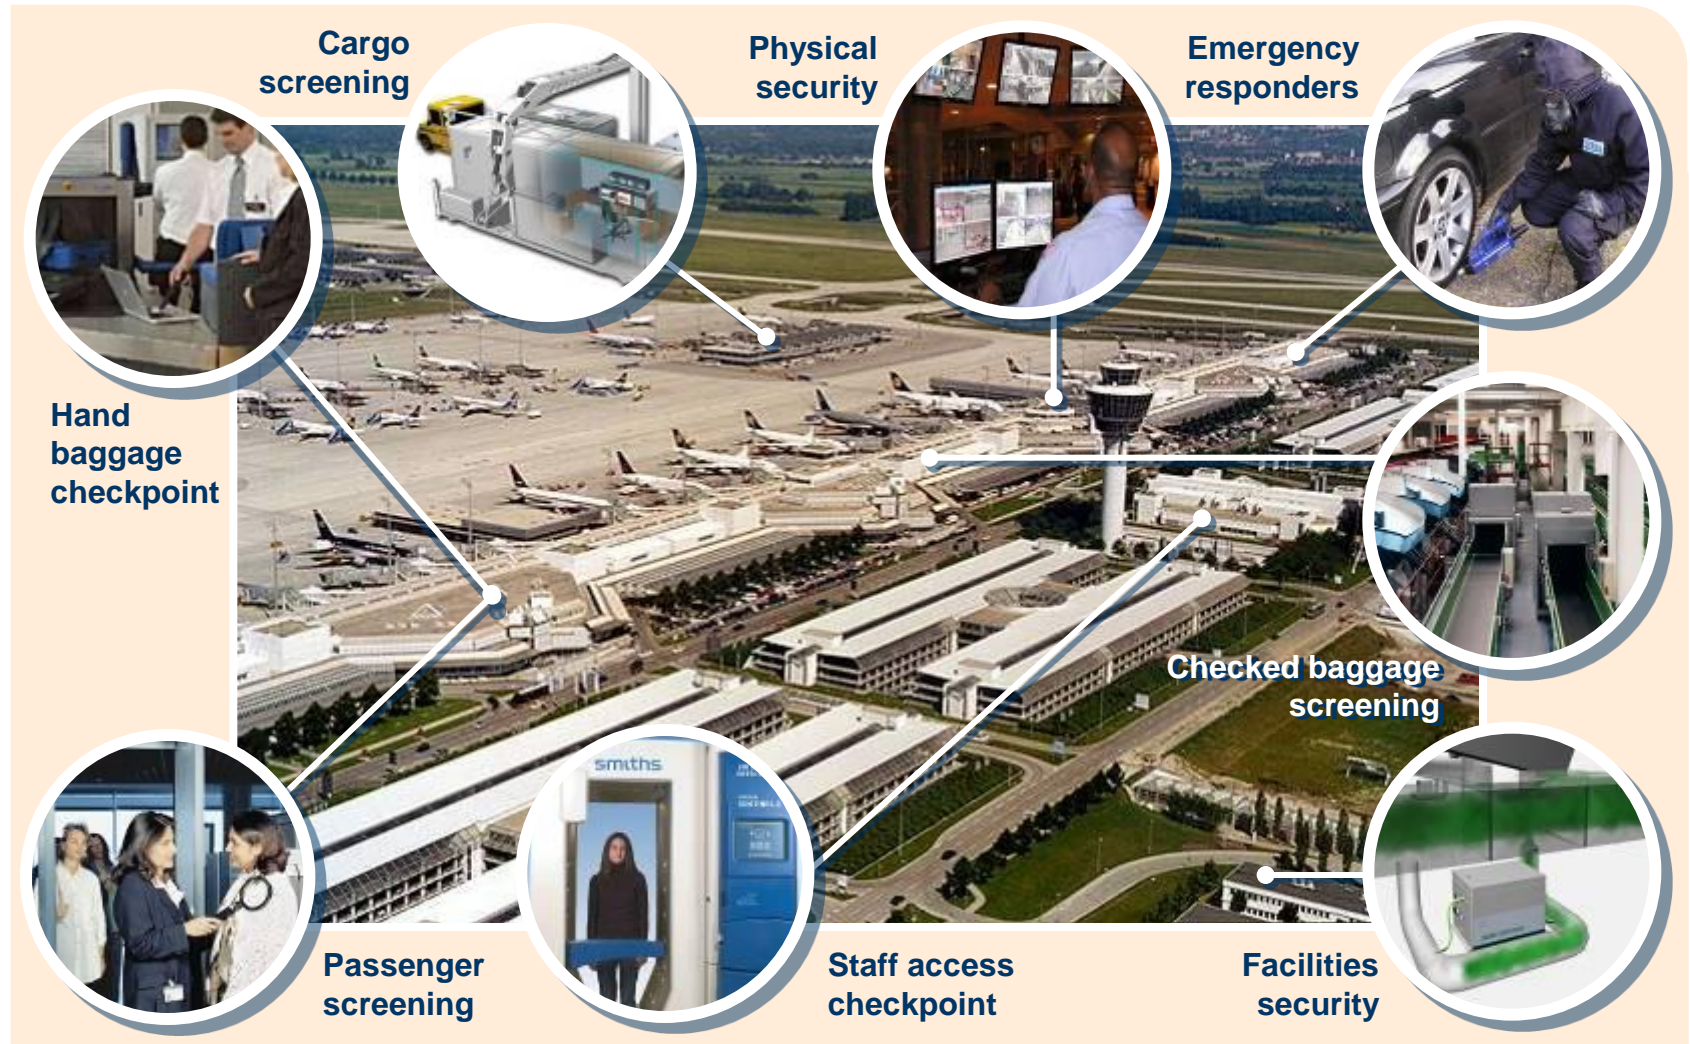 Cargo
screening
Physical
security
Emergency
responders
Hand
baggage
checkpoint
Checked baggage
screening
smiths
Passenger
screening
Staff access
checkpoint
Facilities
security